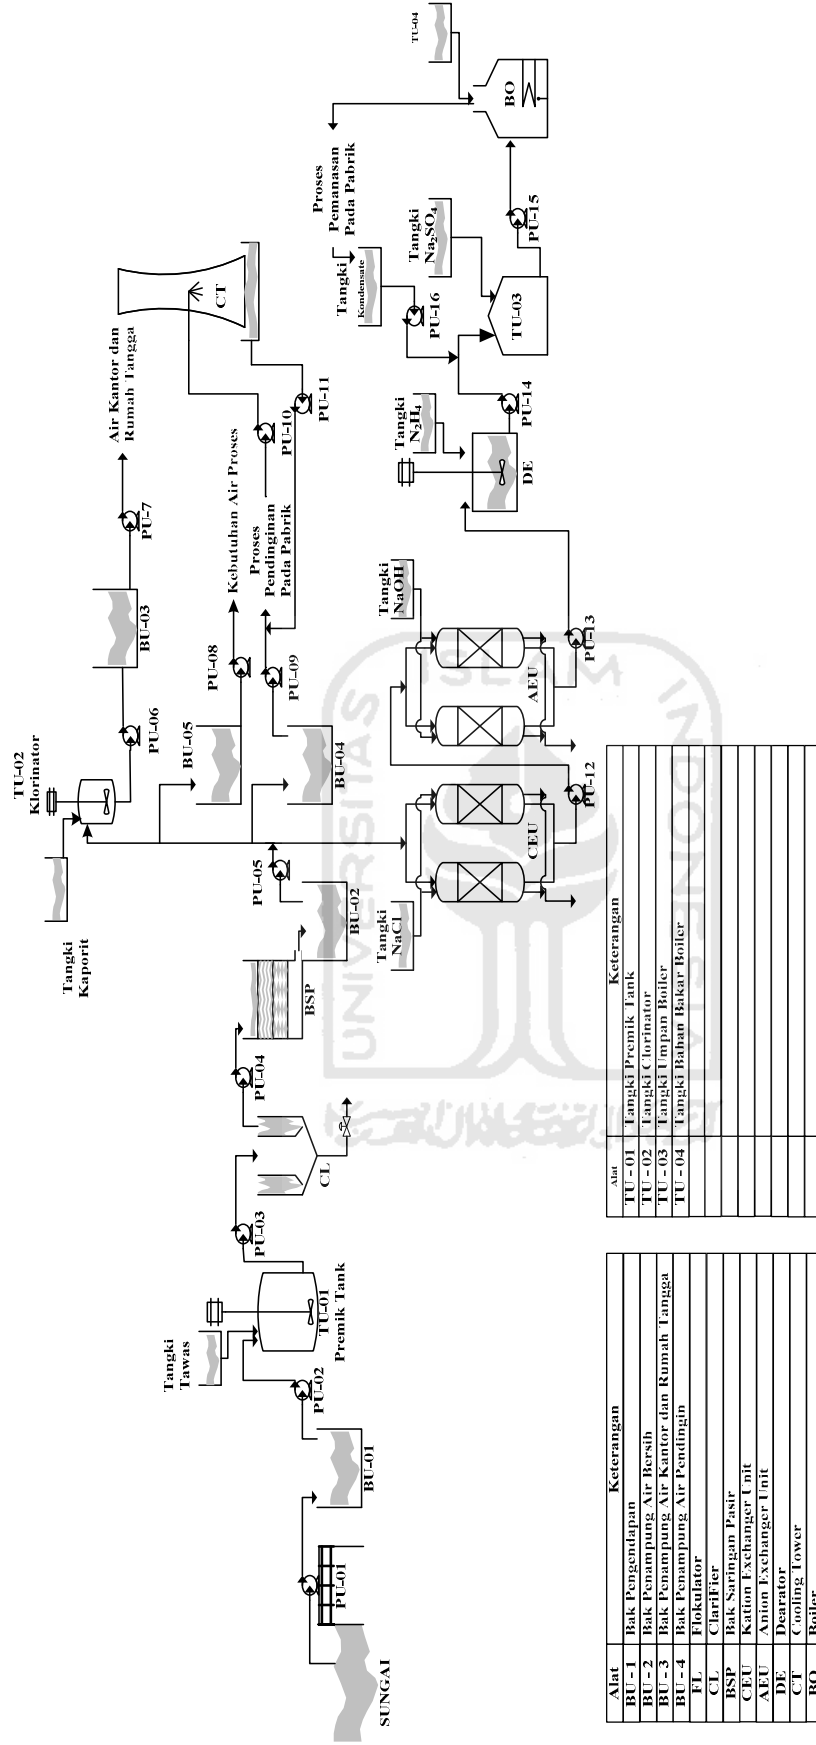 SUNGAI
PU-01
BU-01
PU-02
Tangki
Tawas
TU-01
Premik Tank
PU-03
CL
PU-04
BSP
BU-02
PU-05
Tangki
Kaporit
TU-02
Klorinator
PU-06
BU-03
PU-7
Air Kantor dan
Rumah Tangga
BU-05
PU-08
Kebutuhan Air Proses
BU-04
PU-09
Proses
Pendinginan
Pada Pabrik
PU-10
PU-11
CT
Tangki
NaCl
CEU
PU-12
Tangki
NaOH
AEU
PU-13
Tangki
N₂H₄
DE
PU-14
Tangki
Kondensate
PU-16
Proses
Pemanasan
Pada Pabrik
Tangki
Na₂SO₄
TU-03
PU-15
BO
TU-04
Alat Keterangan
BU - 1 Bak Pengendapan
BU - 2 Bak Penampung Air Bersih
BU - 3 Bak Penampung Air Kantor dan Rumah Tangga
BU - 4 Bak Penampung Air Pendingin
FL Flokulator
CL ClariFier
BSP Bak Saringan Pasir
CEU Kation Exchanger Unit
AEU Anion Exchanger Unit
DE Dearator
CT Cooling Tower
BO Boiler
Alat Keterangan
TU - 01 Tangki Premik Tank
TU - 02 Tangki Clorinator
TU - 03 Tangki Umpan Boiler
TU - 04 Tangki Bahan Bakar Boiler
UNIVERSITAS
ISLAM
INDONESIA